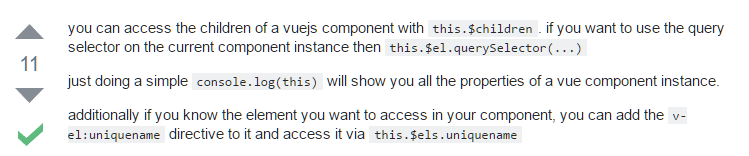 you can access the children of a vuejs component with this.$children . if you want to use the query
selector on the current component instance then this.$el.querySelector(...)
11
just doing a simple console.log(this) will show you all the properties of a vue component instance.
additionally if you know the element you want to access in your component, you can add the v-
el:uniquename directive to it and access it via this.$els.uniquename